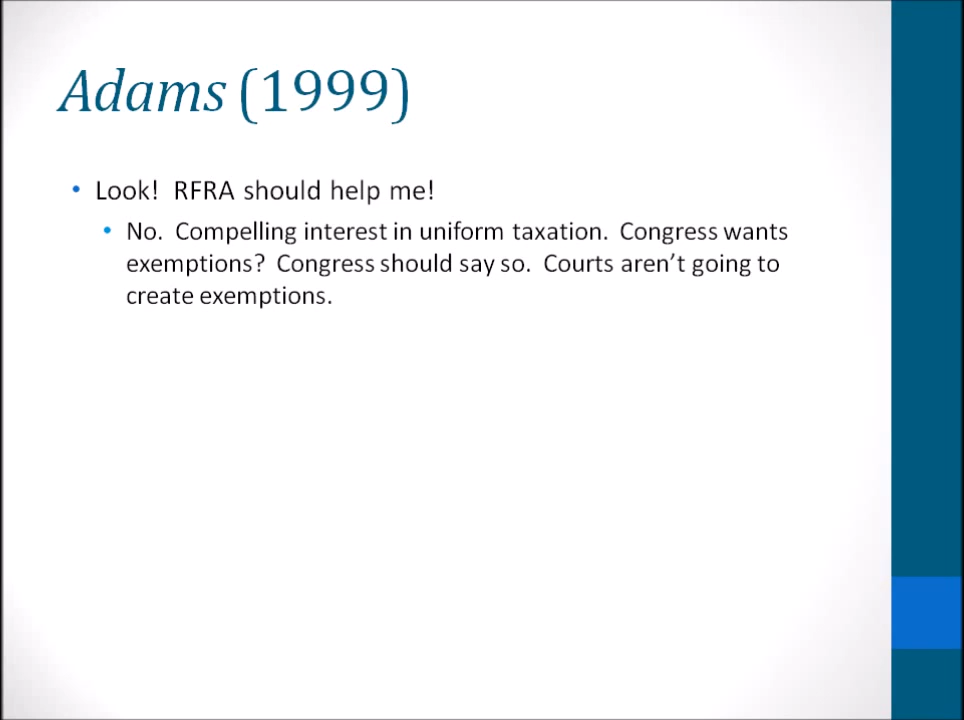 Adams (1999)
• Look!  RFRA should help me!
• No.  Compelling interest in uniform taxation.  Congress wants
exemptions?  Congress should say so.  Courts aren’t going to
create exemptions.